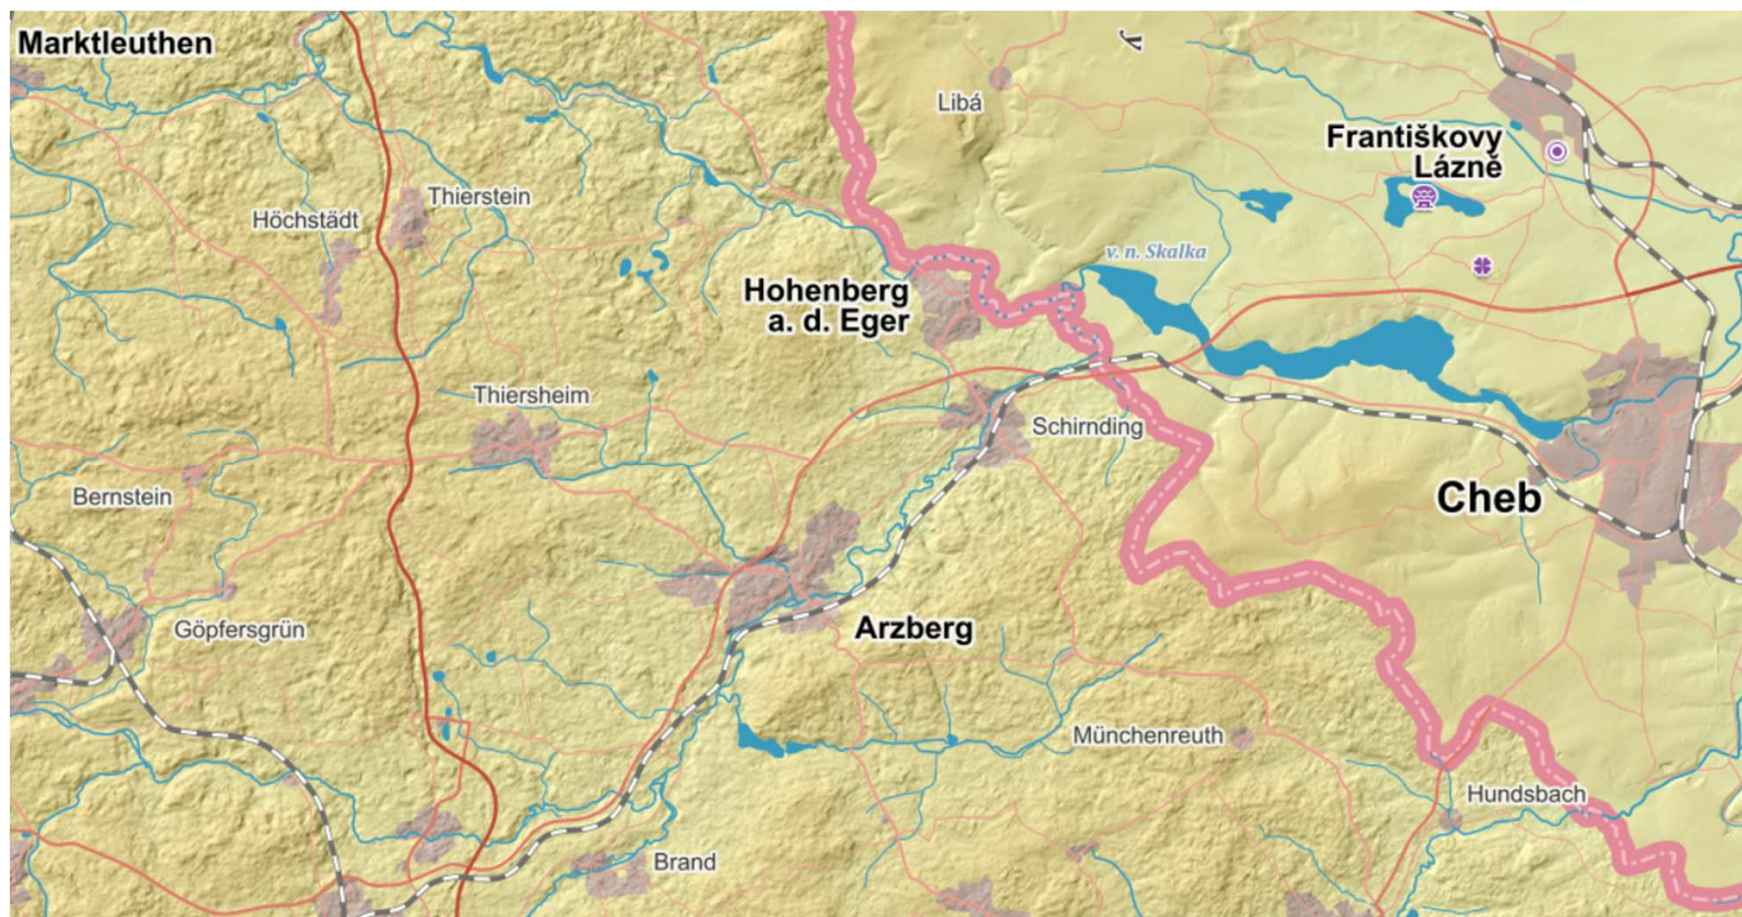 Marktleuthen
y
Libá
Františkovy
Lázně
Thierstein
Höchstädt
v. n. Skalka
Hohenberg
a. d. Eger
Thiersheim
Schirnding
Bernstein
Cheb
Göpfersgrün
Arzberg
Münchenreuth
Hundsbach
Brand